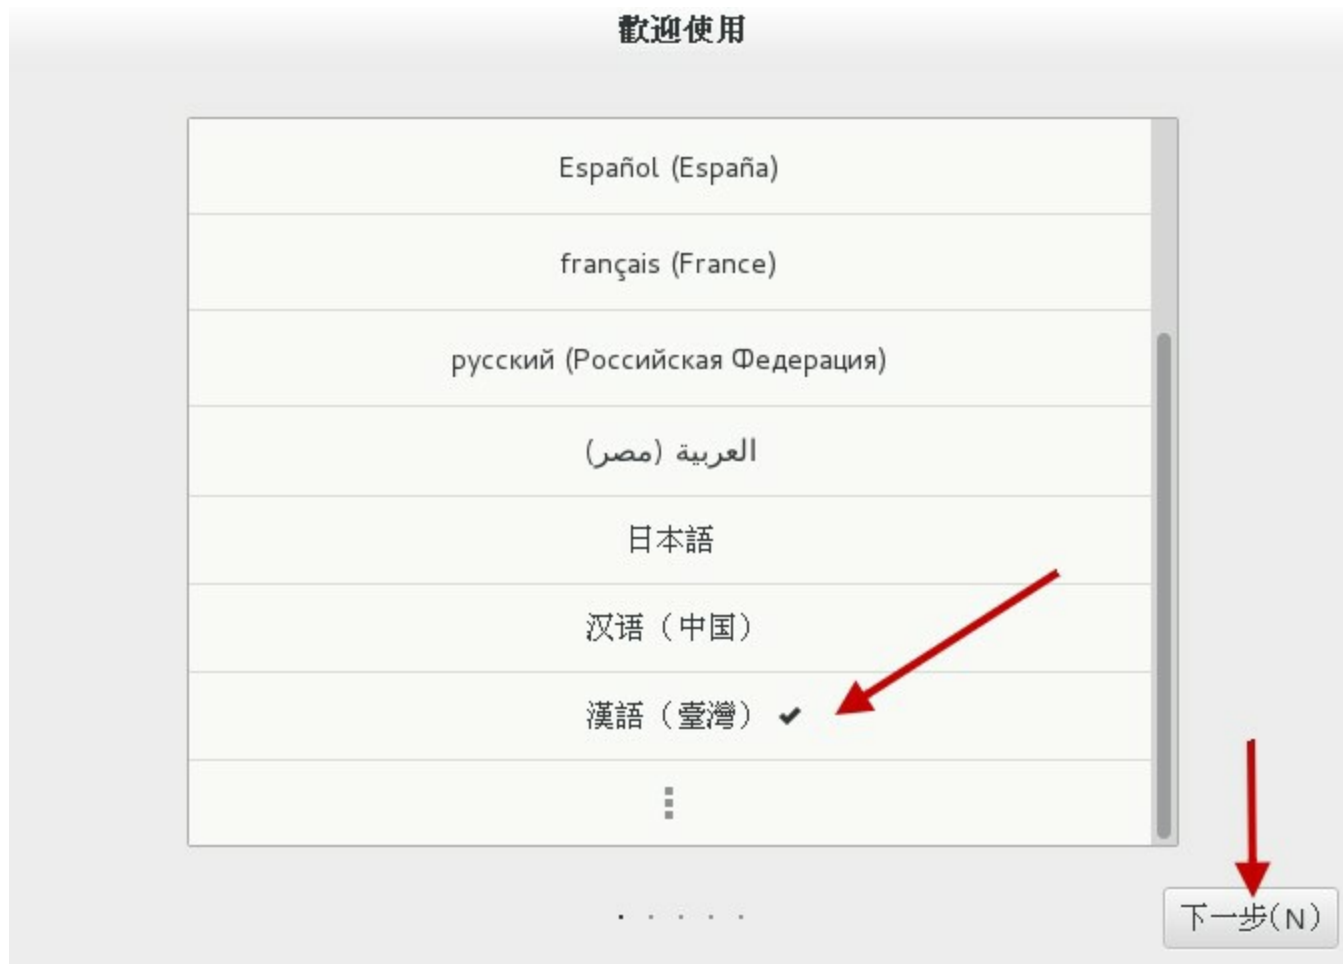 歡迎使用
Español (España)
français (France)
русский (Российская Федерация)
العربية (مصر)
日本語
汉语（中国）
漢語（臺灣）
下一步(N)